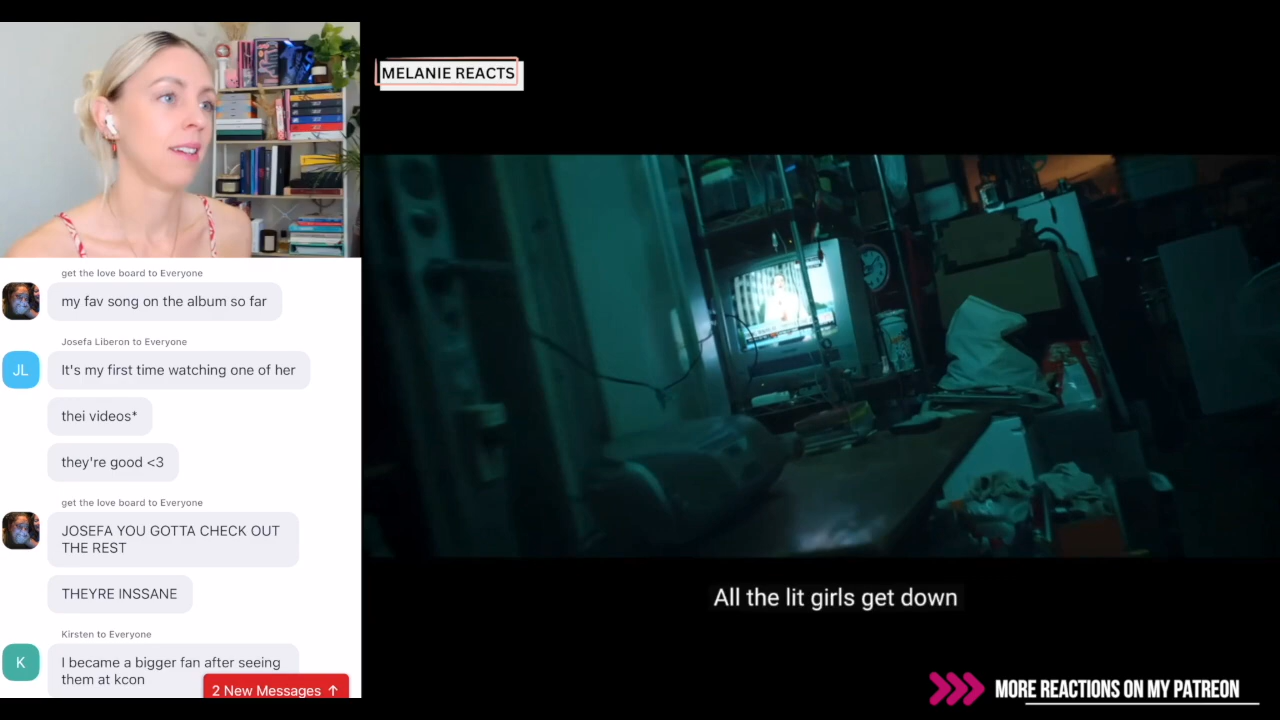 MELANIE REACTS
get the love board to Everyone
my fav song on the album so far
Josefa Liberon to Everyone
JL
It's my first time watching one of her
thei videos*
they're good <3
get the love board to Everyone
JOSEFA YOU GOTTA CHECK OUT
THE REST
THEYRE INSSANE
Kirsten to Everyone
K
I became a bigger fan after seeing
them at kcon
2 New Messages ↑
All the lit girls get down
MORE REACTIONS ON MY PATREON